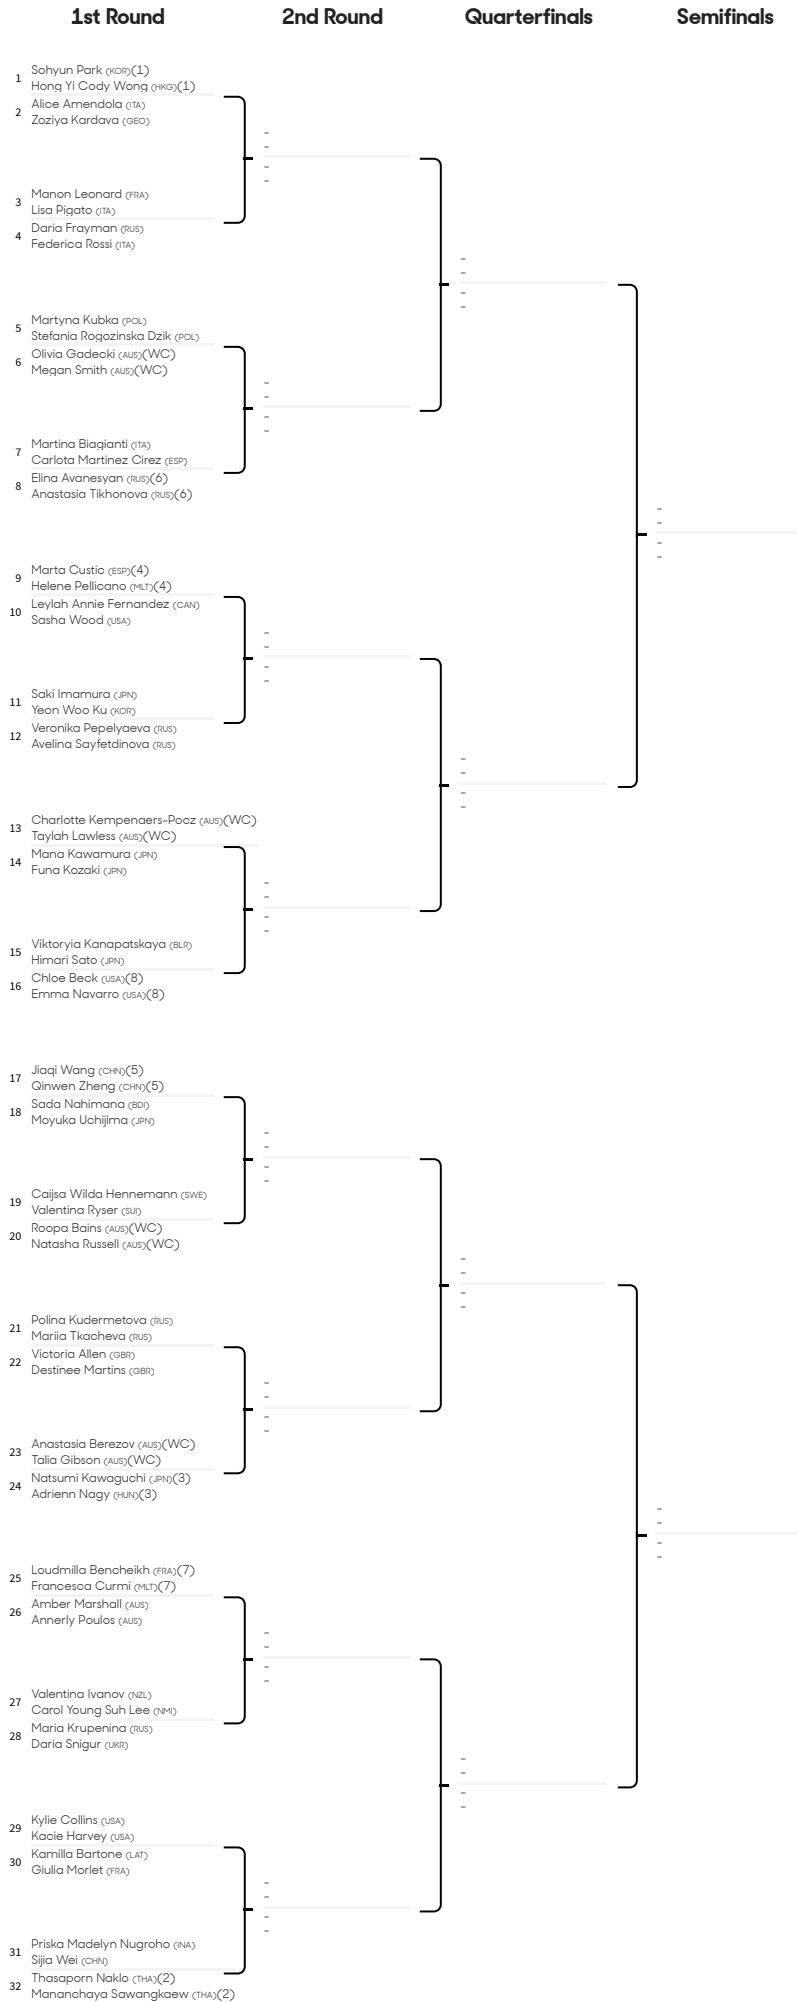 1st Round 2nd Round Quarterfinals Semifinals
1 Sohyun Park (KOR)(1)
Hong Yi Cody Wong (HKG)(1)
2 Alice Amendola (ITA)
Zoziya Kardava (GEO)
3 Manon Leonard (FRA)
Lisa Pigato (ITA)
4 Daria Frayman (RUS)
Federica Rossi (ITA)
5 Martyna Kubka (POL)
Stefania Rogozinska Dzik (POL)
6 Olivia Gadecki (AUS)(WC)
Megan Smith (AUS)(WC)
7 Martina Biagianti (ITA)
Carlota Martinez Cirez (ESP)
8 Elina Avanesyan (RUS)(6)
Anastasia Tikhonova (RUS)(6)
9 Marta Custic (ESP)(4)
Helene Pellicano (MLT)(4)
10 Leylah Annie Fernandez (CAN)
Sasha Wood (USA)
11 Saki Imamura (JPN)
Yeon Woo Ku (KOR)
12 Veronika Pepelyaeva (RUS)
Avelina Sayfetdinova (RUS)
13 Charlotte Kempenaers-Pocz (AUS)(WC)
Taylah Lawless (AUS)(WC)
14 Mana Kawamura (JPN)
Funa Kozaki (JPN)
15 Viktoryia Kanapatskaya (BLR)
Himari Sato (JPN)
16 Chloe Beck (USA)(8)
Emma Navarro (USA)(8)
17 Jiaqi Wang (CHN)(5)
Qinwen Zheng (CHN)(5)
18 Sada Nahimana (BDI)
Moyuka Uchijima (JPN)
19 Caijsa Wilda Hennemann (SWE)
Valentina Ryser (SUI)
20 Roopa Bains (AUS)(WC)
Natasha Russell (AUS)(WC)
21 Polina Kudermetova (RUS)
Mariia Tkacheva (RUS)
22 Victoria Allen (GBR)
Destinee Martins (GBR)
23 Anastasia Berezov (AUS)(WC)
Talia Gibson (AUS)(WC)
24 Natsumi Kawaguchi (JPN)(3)
Adrienn Nagy (HUN)(3)
25 Loudmilla Bencheikh (FRA)(7)
Francesca Curmi (MLT)(7)
26 Amber Marshall (AUS)
Annerly Poulos (AUS)
27 Valentina Ivanov (NZL)
Carol Young Suh Lee (NMI)
28 Maria Krupenina (RUS)
Daria Snigur (UKR)
29 Kylie Collins (USA)
Kacie Harvey (USA)
30 Kamilla Bartone (LAT)
Giulia Morlet (FRA)
31 Priska Madelyn Nugroho (INA)
Sijia Wei (CHN)
32 Thasaporn Naklo (THA)(2)
Mananchaya Sawangkaew (THA)(2)